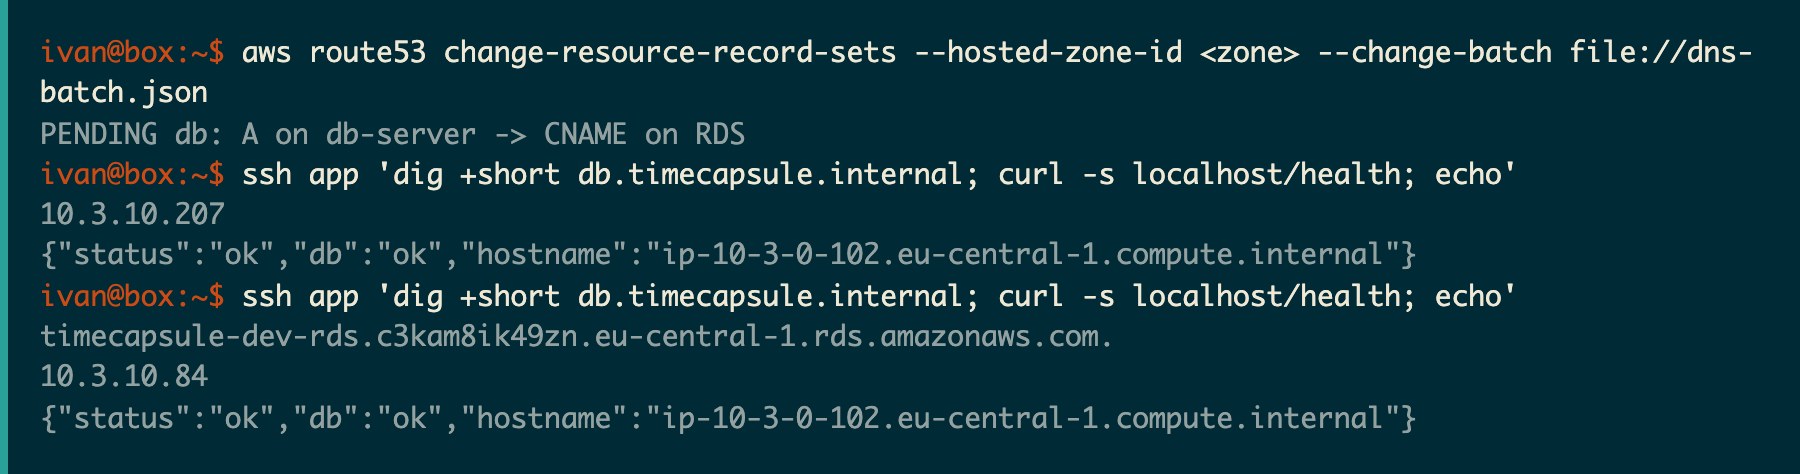 ivan@box:~$ aws route53 change-resource-record-sets --hosted-zone-id <zone> --change-batch file://dns-
batch.json
PENDING db: A on db-server -> CNAME on RDS
ivan@box:~$ ssh app 'dig +short db.timecapsule.internal; curl -s localhost/health; echo'
10.3.10.207
{"status":"ok","db":"ok","hostname":"ip-10-3-0-102.eu-central-1.compute.internal"}
ivan@box:~$ ssh app 'dig +short db.timecapsule.internal; curl -s localhost/health; echo'
timecapsule-dev-rds.c3kam8ik49zn.eu-central-1.rds.amazonaws.com.
10.3.10.84
{"status":"ok","db":"ok","hostname":"ip-10-3-0-102.eu-central-1.compute.internal"}